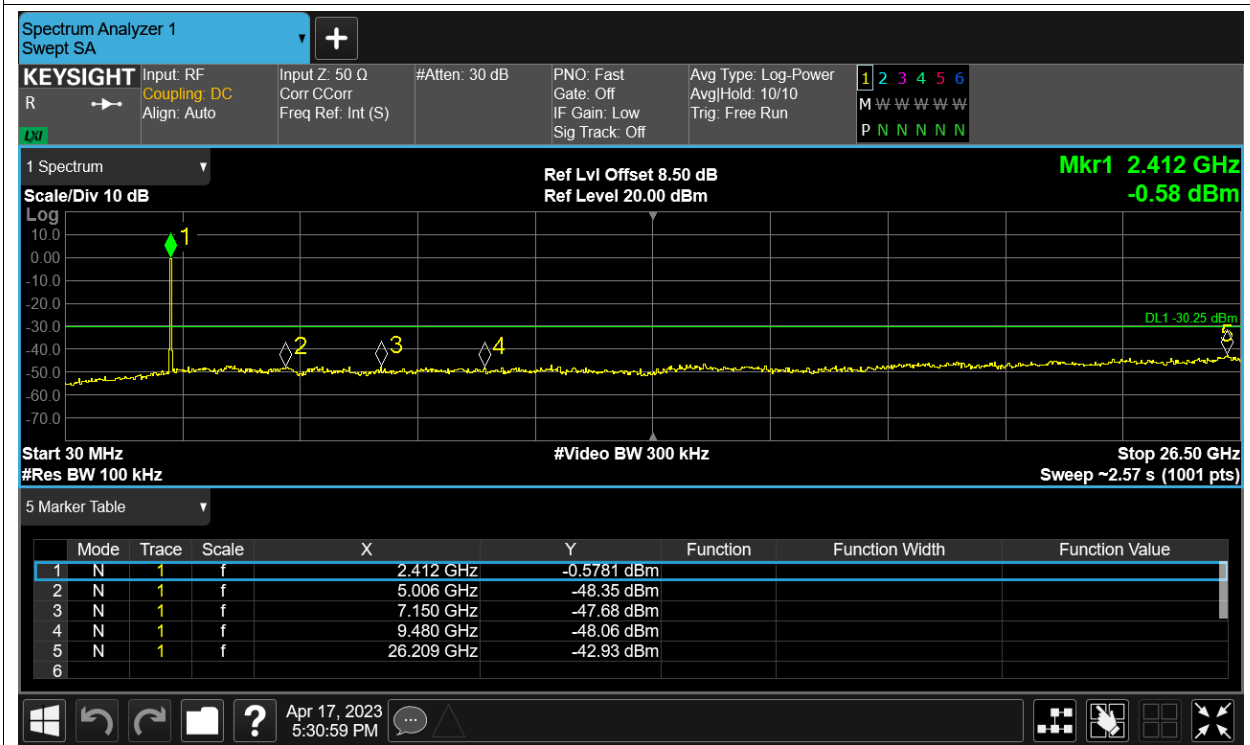 Spectrum Analyzer 1
Swept SA
KEYSIGHT
R
LXI
Input: RF
Coupling: DC
Align: Auto
Input Z: 50 Ω
Corr CCorr
Freq Ref: Int (S)
#Atten: 30 dB
PNO: Fast
Gate: Off
IF Gain: Low
Sig Track: Off
Avg Type: Log-Power
Avg|Hold: 10/10
Trig: Free Run
1 2 3 4 5 6
M W W W W W
P N N N N N
1 Spectrum
Scale/Div 10 dB
Ref Lvl Offset 8.50 dB
Ref Level 20.00 dBm
Mkr1 2.412 GHz
-0.58 dBm
Log
10.0
0.00
-10.0
-20.0
-30.0
-40.0
-50.0
-60.0
-70.0
1
2
3
4
5
DL1 -30.25 dBm
Start 30 MHz
#Res BW 100 kHz
#Video BW 300 kHz
Stop 26.50 GHz
Sweep ~2.57 s (1001 pts)
5 Marker Table
Mode Trace Scale X Y Function Function Width Function Value
1 N 1 f 2.412 GHz -0.5781 dBm
2 N 1 f 5.006 GHz -48.35 dBm
3 N 1 f 7.150 GHz -47.68 dBm
4 N 1 f 9.480 GHz -48.06 dBm
5 N 1 f 26.209 GHz -42.93 dBm
6
?
Apr 17, 2023
5:30:59 PM